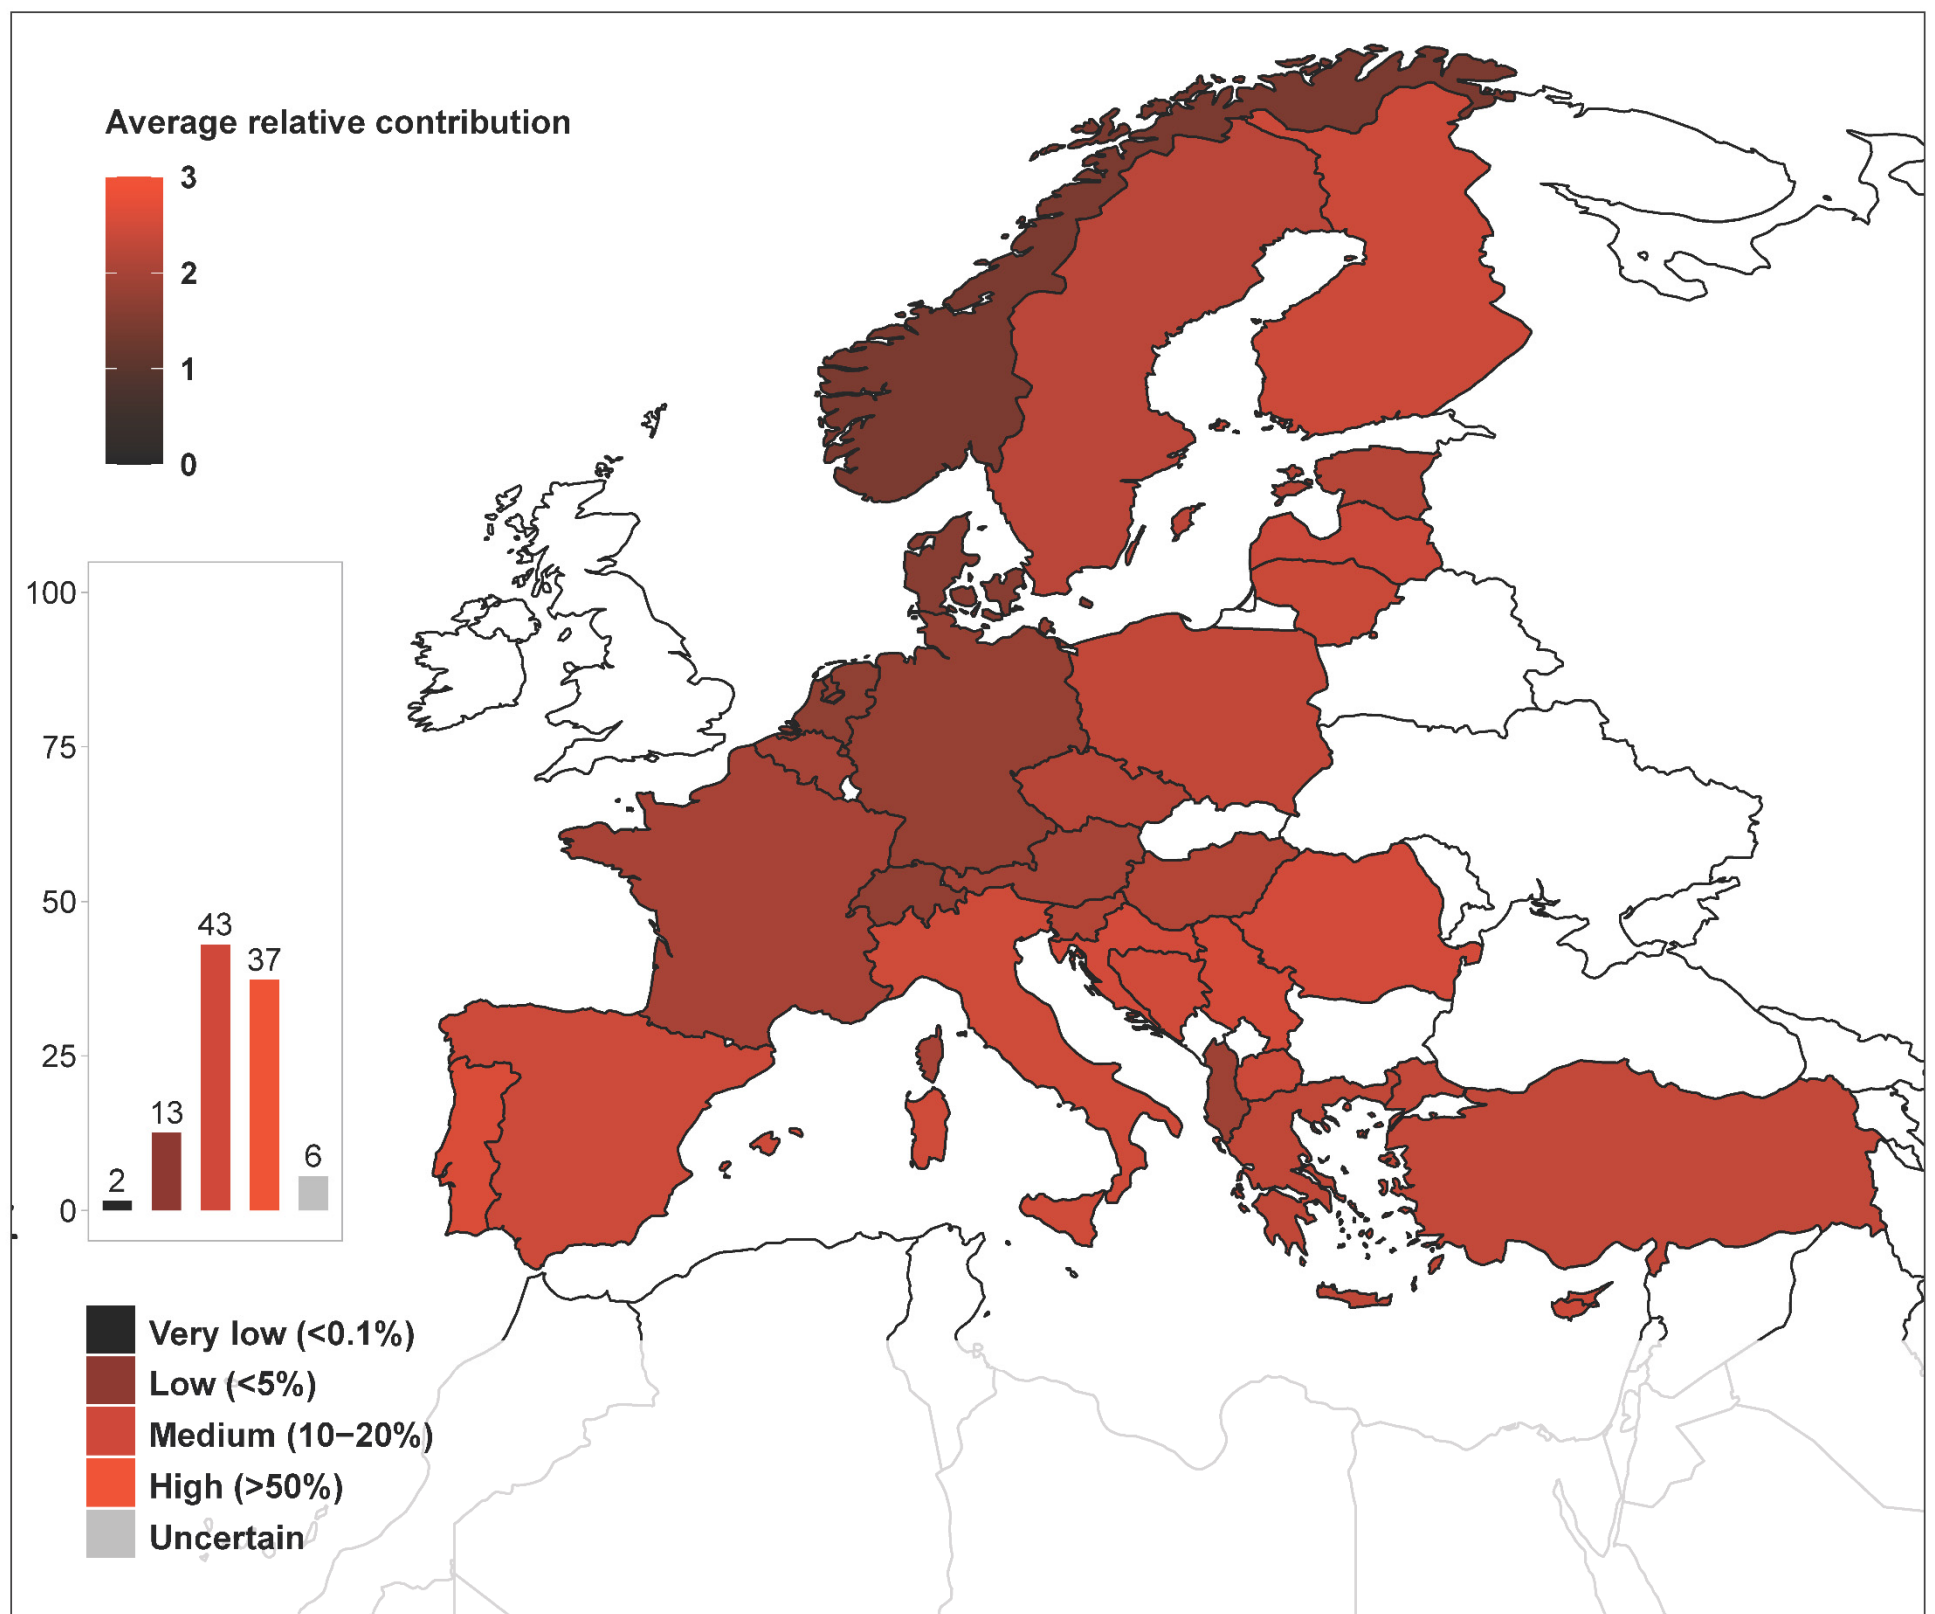 Average relative contribution
3
2
1
0
100
75
50
25
0
2
13
43
37
6
Very low (<0.1%)
Low (<5%)
Medium (10−20%)
High (>50%)
Uncertain